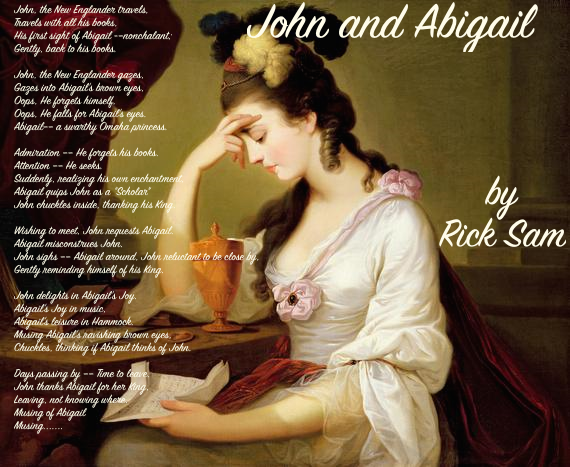 John and Abigail
by
Rick Sam
John, the New Englander travels,
Travels with all his books,
His first sight of Abigail --nonchalant;
Gently, back to his books.
John, the New Englander gazes,
Gazes into Abigail's brown eyes,
Oops, He forgets himself,
Oops, He falls for Abigail's eyes,
Abigail-- a swarthy Omaha princess.
Admiration -- He forgets his books.
Attention -- He seeks.
Suddenly, realizing his own enchantment,
Abigail quips John as a "Scholar"
John chuckles inside, thanking his King.
Wishing to meet, John requests Abigail.
Abigail misconstrues John.
John sighs -- Abigail around, John reluctant to be close by,
Gently reminding himself of his King.
John delights in Abigail's Joy,
Abigail's Joy in music,
Abigail's leisure in Hammock.
Musing Abigail's ravishing brown eyes,
Chuckles, thinking if Abigail thinks of John.
Days passing by -- Time to leave,
John thanks Abigail for her king,
Leaving, not knowing where,
Musing of Abigail
Musing.......